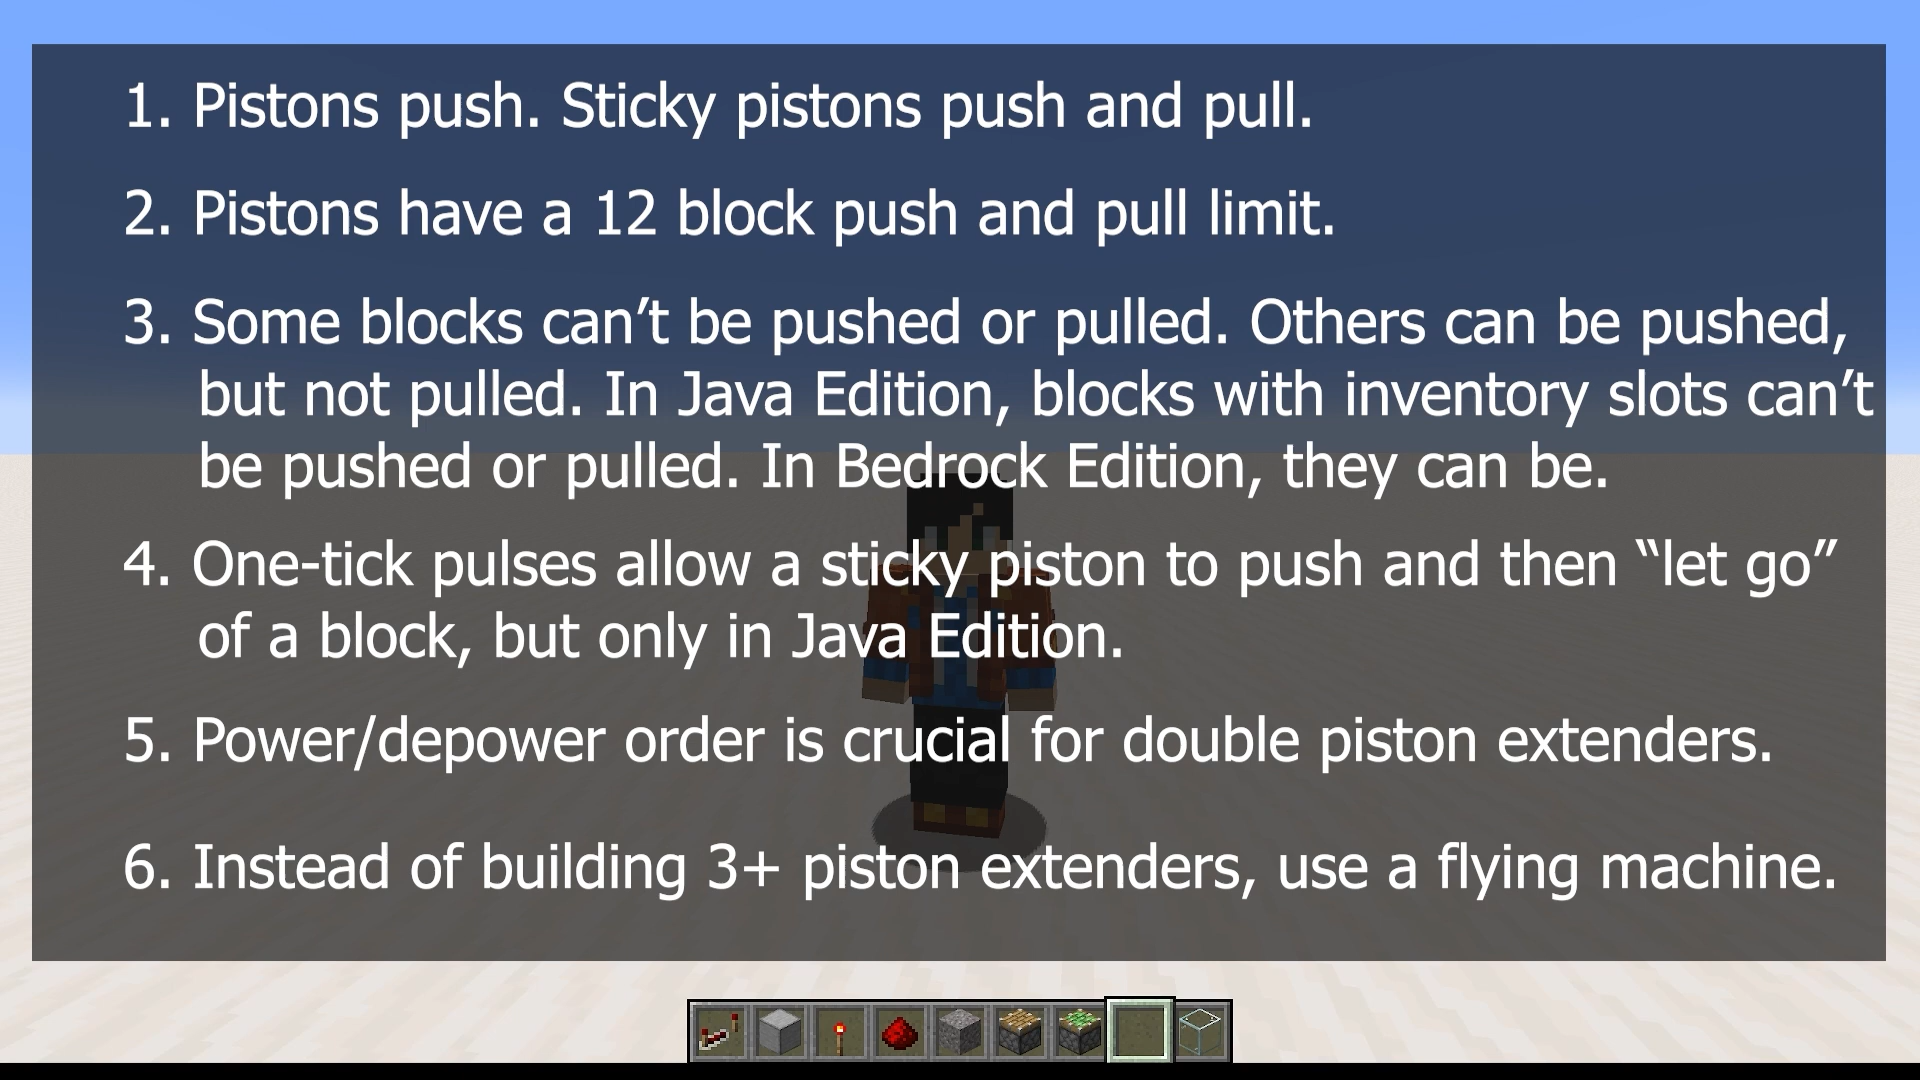 1. Pistons push. Sticky pistons push and pull.
2. Pistons have a 12 block push and pull limit.
3. Some blocks can’t be pushed or pulled. Others can be pushed,
but not pulled. In Java Edition, blocks with inventory slots can’t
be pushed or pulled. In Bedrock Edition, they can be.
4. One-tick pulses allow a sticky piston to push and then “let go”
of a block, but only in Java Edition.
5. Power/depower order is crucial for double piston extenders.
6. Instead of building 3+ piston extenders, use a flying machine.